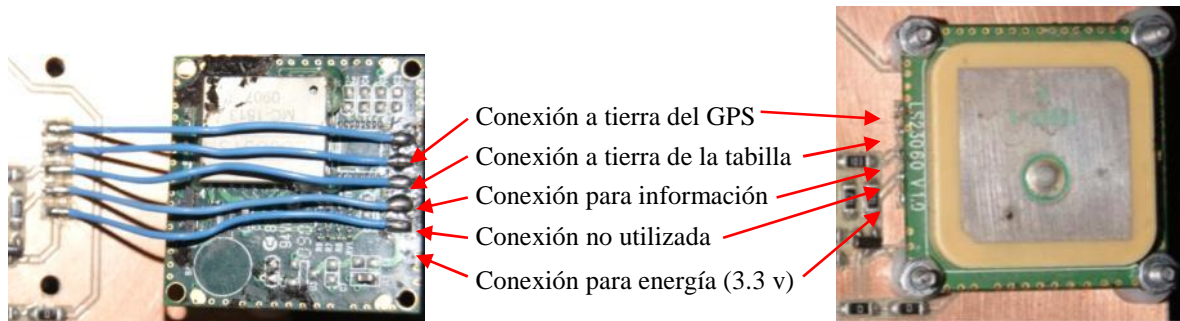 Conexión a tierra del GPS
Conexión a tierra de la tabilla
Conexión para información
Conexión no utilizada
Conexión para energía (3.3 v)